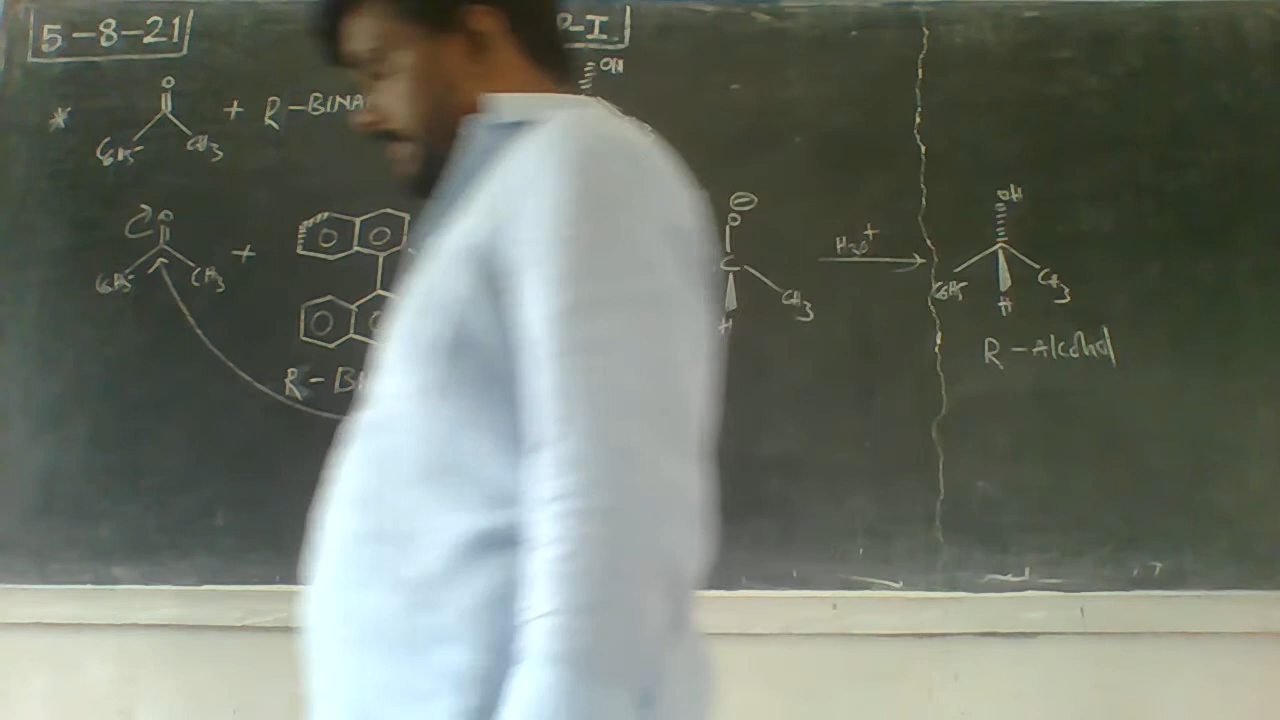 5-8-21
-I
OH
* O
+ R-BINA
C6H5 CH3
O
+
C6H5 CH3
R-B
⊖
O
C
CH3
H
H3O+
OH
C6H5 CH3
H
R-Alcohol